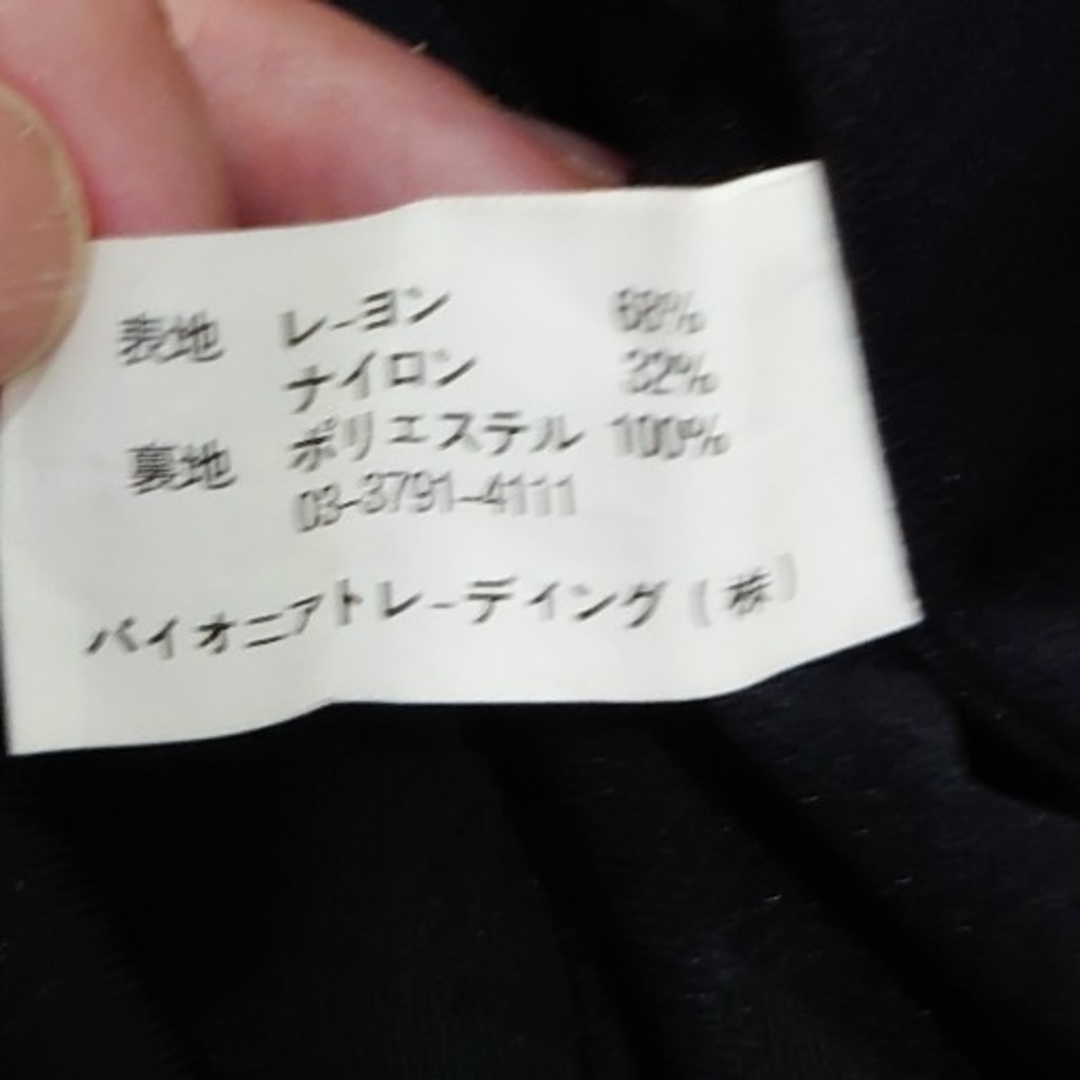 表地 レーヨン 68%
ナイロン 32%
裏地 ポリエステル 100%
03-3791-4111
パイオニアトレーディング(株)